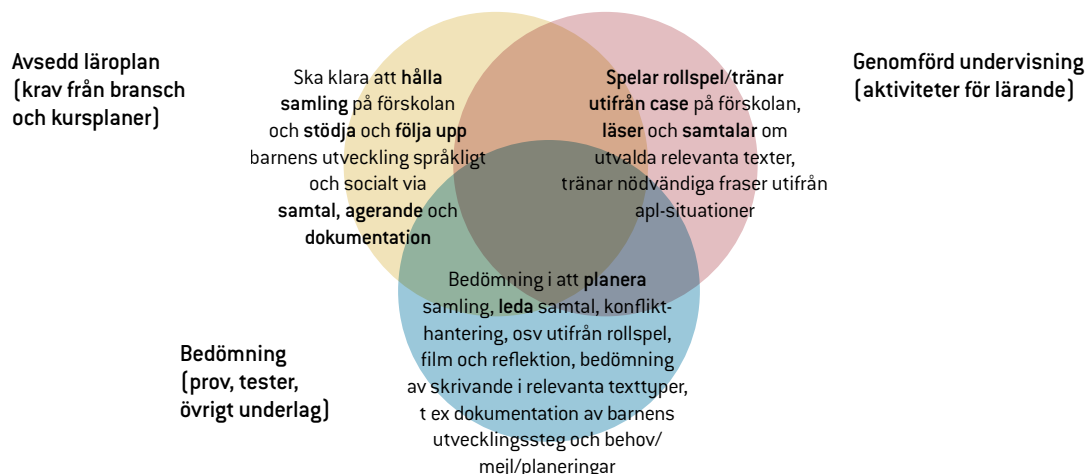 Avsedd läroplan
(krav från bransch
och kursplaner)
Ska klara att hålla
samling på förskolan
och stödja och följa upp
barnens utveckling språkligt
och socialt via
samtal, agerande och
dokumentation
Spelar rollspel/tränar
utifrån case på förskolan,
läser och samtalar om
utvalda relevanta texter,
tränar nödvändiga fraser utifrån
apl-situationer
Genomförd undervisning
(aktiviteter för lärande)
Bedömning
(prov, tester,
övrigt underlag)
Bedömning i att planera
samling, leda samtal, konflikt-
hantering, osv utifrån rollspel,
film och reflektion, bedömning
av skrivande i relevanta texttyper,
t ex dokumentation av barnens
utvecklingssteg och behov/
mejl/planeringar